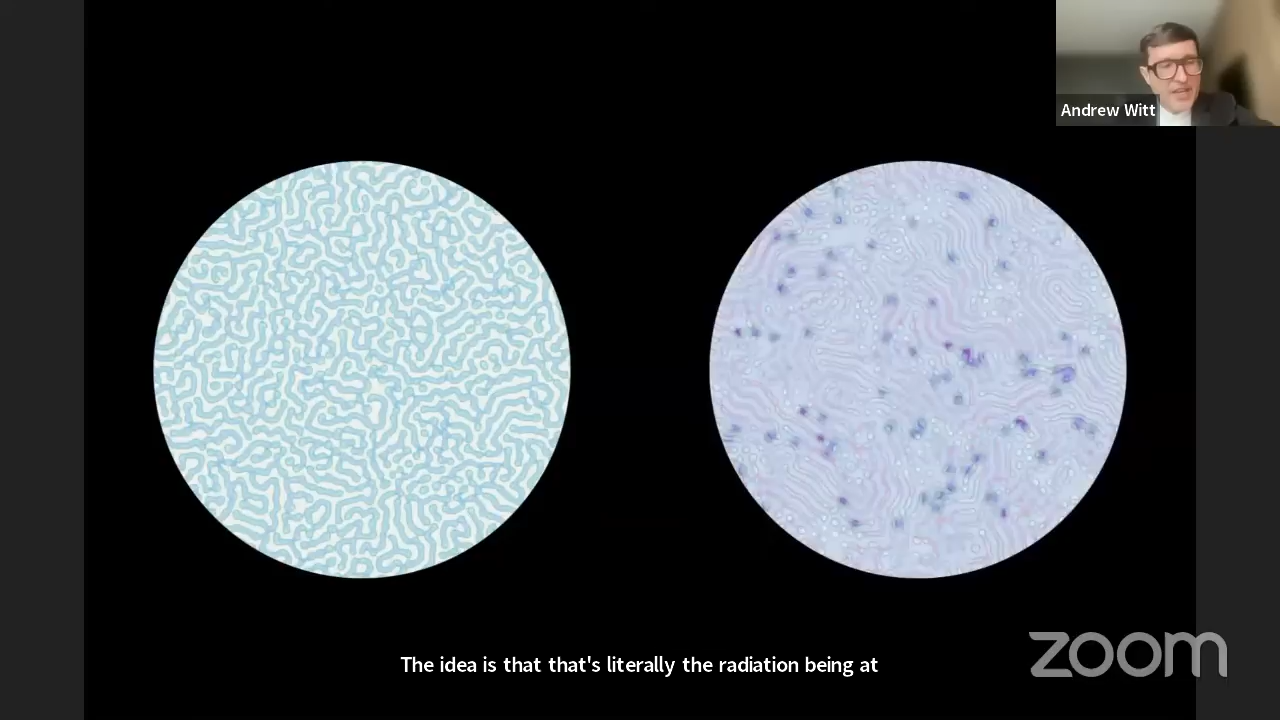 Andrew Witt
The idea is that that's literally the radiation being at
zoom